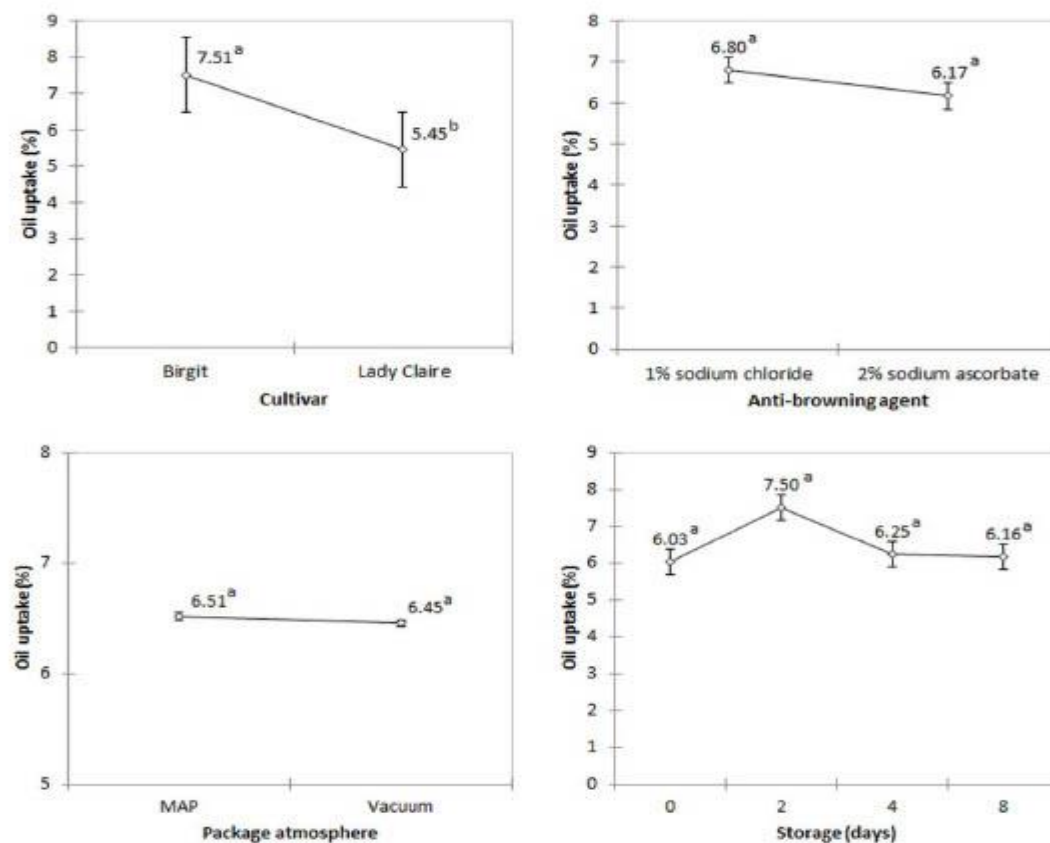 Oil uptake (%)
9
8
7
6
5
4
3
2
1
0
7.51a
5.45b
Birgit Lady Claire
Cultivar
Oil uptake (%)
8
7
6
5
4
3
2
1
0
6.80a
6.17a
1% sodium chloride 2% sodium ascorbate
Anti-browning agent
Oil uptake (%)
8
7
6
5
6.51a
6.45a
MAP Vacuum
Package atmosphere
Oil uptake (%)
9
8
7
6
5
4
3
2
1
0
6.03a
7.50 a
6.25a
6.16a
0 2 4 8
Storage (days)